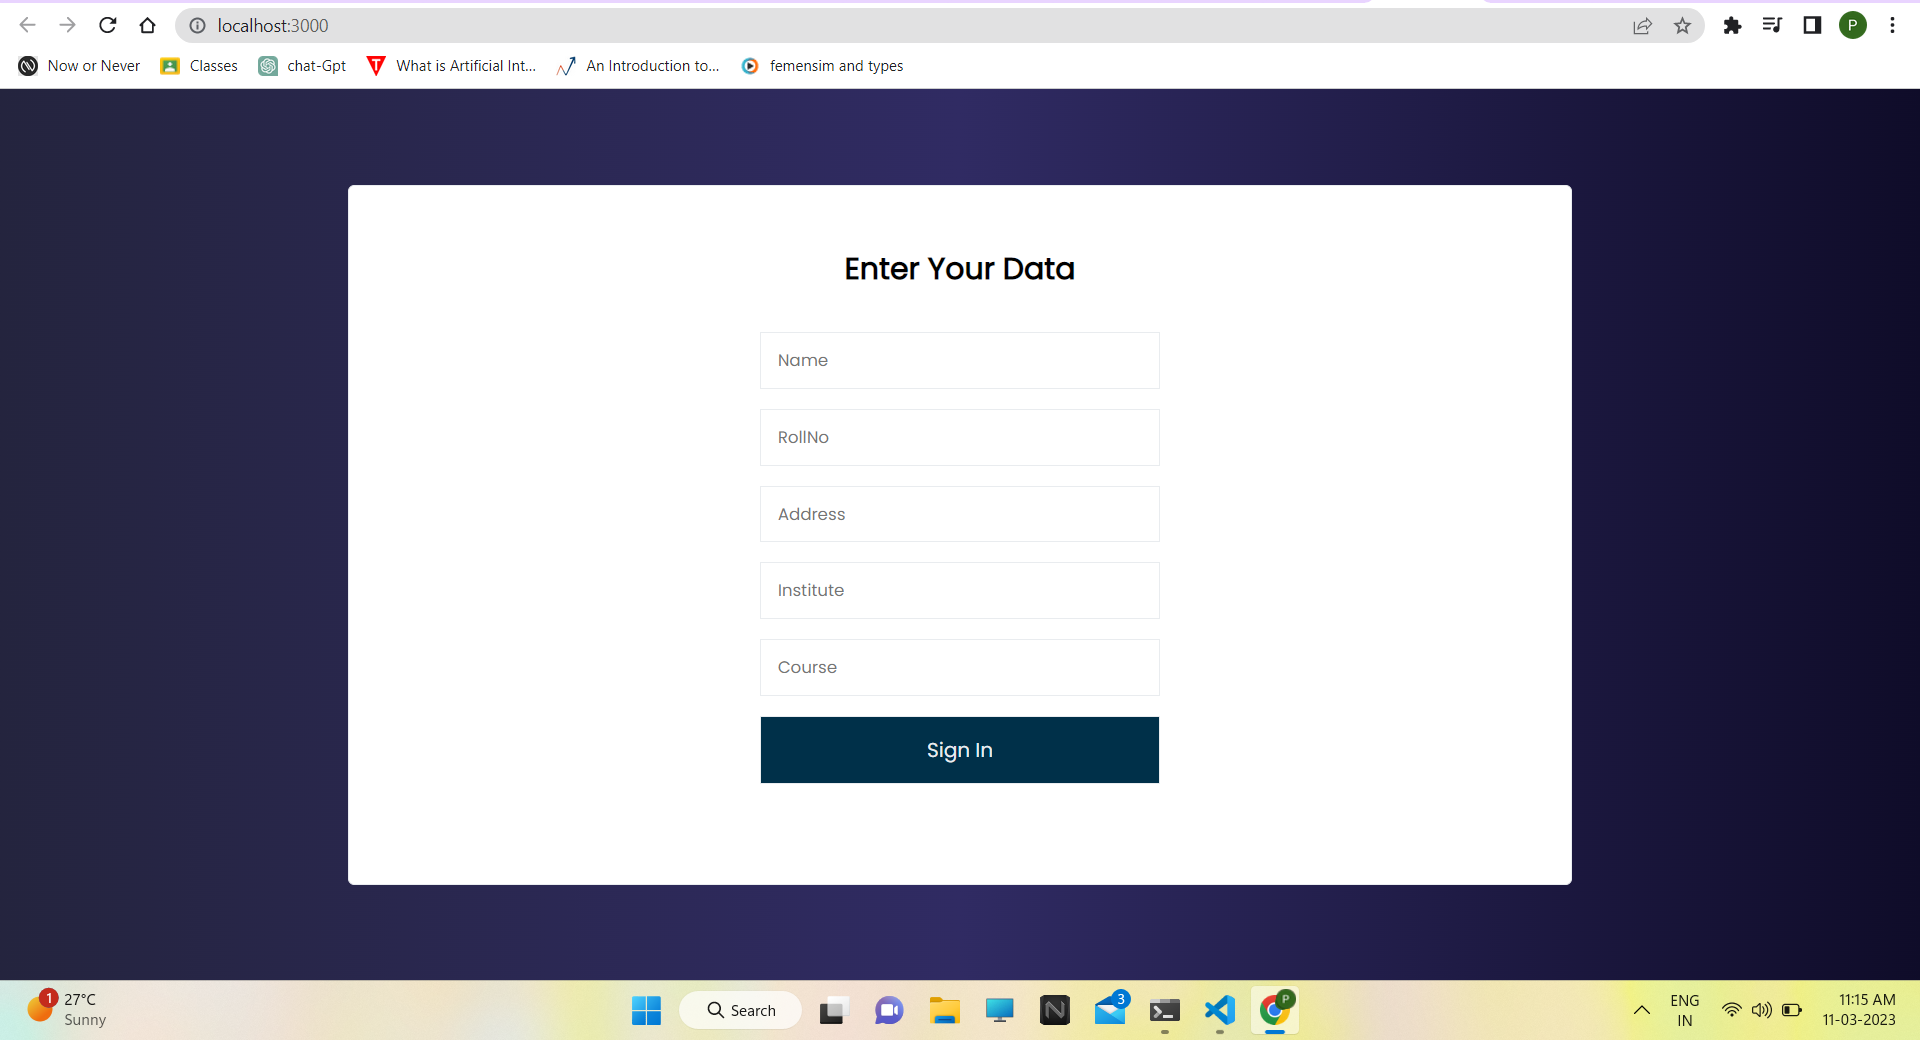 localhost:3000
P
Now or Never
Classes
chat-Gpt
T
What is Artificial Int...
An Introduction to...
femensim and types
Enter Your Data
Name
RollNo
Address
Institute
Course
Sign In
1
27°C
Sunny
Search
N
3
P
ENG
IN
11:15 AM
11-03-2023